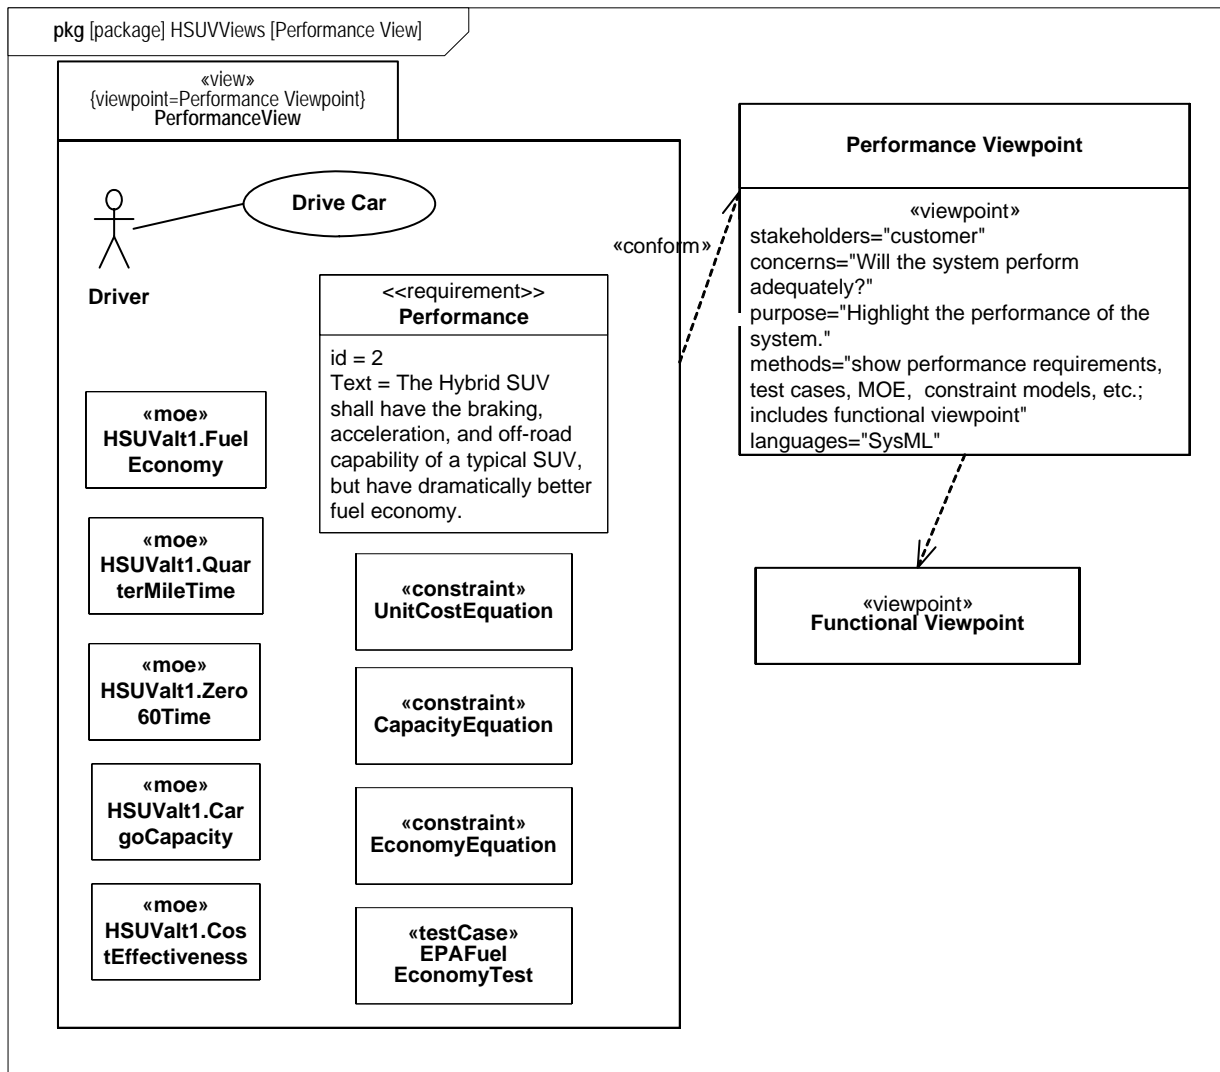 pkg [package] HSUVViews [Performance View]
«view»
{viewpoint=Performance Viewpoint}
PerformanceView
Drive Car
Driver
<<requirement>>
Performance
id = 2
Text = The Hybrid SUV
shall have the braking,
acceleration, and off-road
capability of a typical SUV,
but have dramatically better
fuel economy.
«moe»
HSUValt1.Fuel
Economy
«moe»
HSUValt1.Quar
terMileTime
«moe»
HSUValt1.Zero
60Time
«moe»
HSUValt1.Car
goCapacity
«moe»
HSUValt1.Cos
tEffectiveness
«constraint»
UnitCostEquation
«constraint»
CapacityEquation
«constraint»
EconomyEquation
«testCase»
EPAFuel
EconomyTest
«conform»
Performance Viewpoint
«viewpoint»
stakeholders="customer"
concerns="Will the system perform
adequately?"
purpose="Highlight the performance of the
system."
methods="show performance requirements,
test cases, MOE,  constraint models, etc.;
includes functional viewpoint"
languages="SysML"
«viewpoint»
Functional Viewpoint